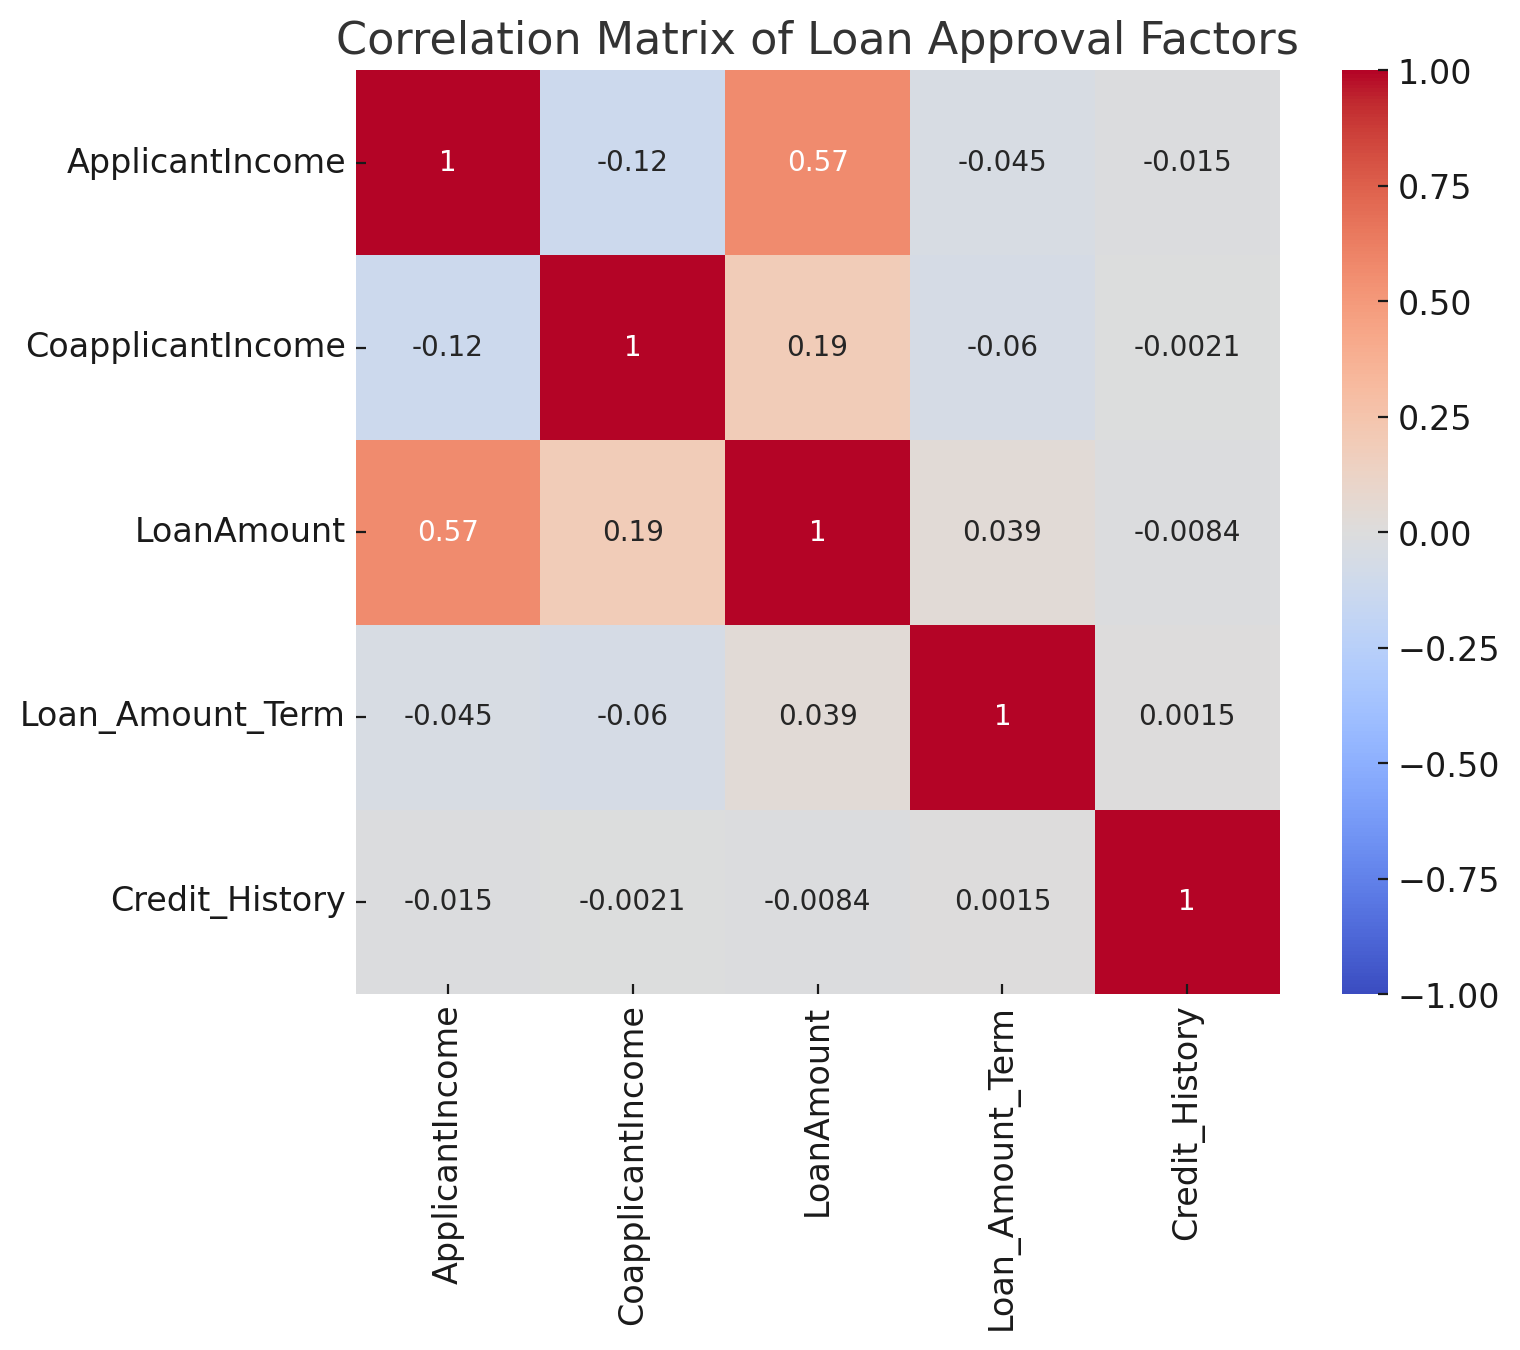 Correlation Matrix of Loan Approval Factors
ApplicantIncome 1 -0.12 0.57 -0.045 -0.015
CoapplicantIncome -0.12 1 0.19 -0.06 -0.0021
LoanAmount 0.57 0.19 1 0.039 -0.0084
Loan_Amount_Term -0.045 -0.06 0.039 1 0.0015
Credit_History -0.015 -0.0021 -0.0084 0.0015 1
ApplicantIncome
CoapplicantIncome
LoanAmount
Loan_Amount_Term
Credit_History
1.00
0.75
0.50
0.25
0.00
−0.25
−0.50
−0.75
−1.00